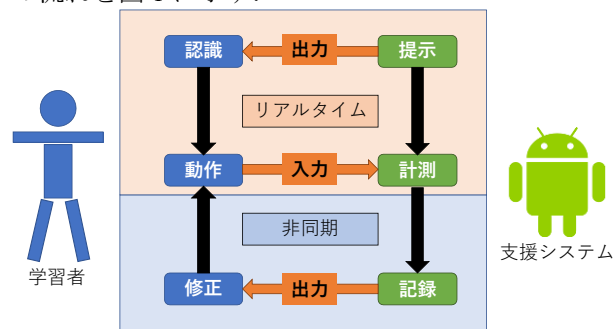 認識
出力
提示
リアルタイム
動作
入力
計測
非同期
支援システム
学習者
修正
出力
記録